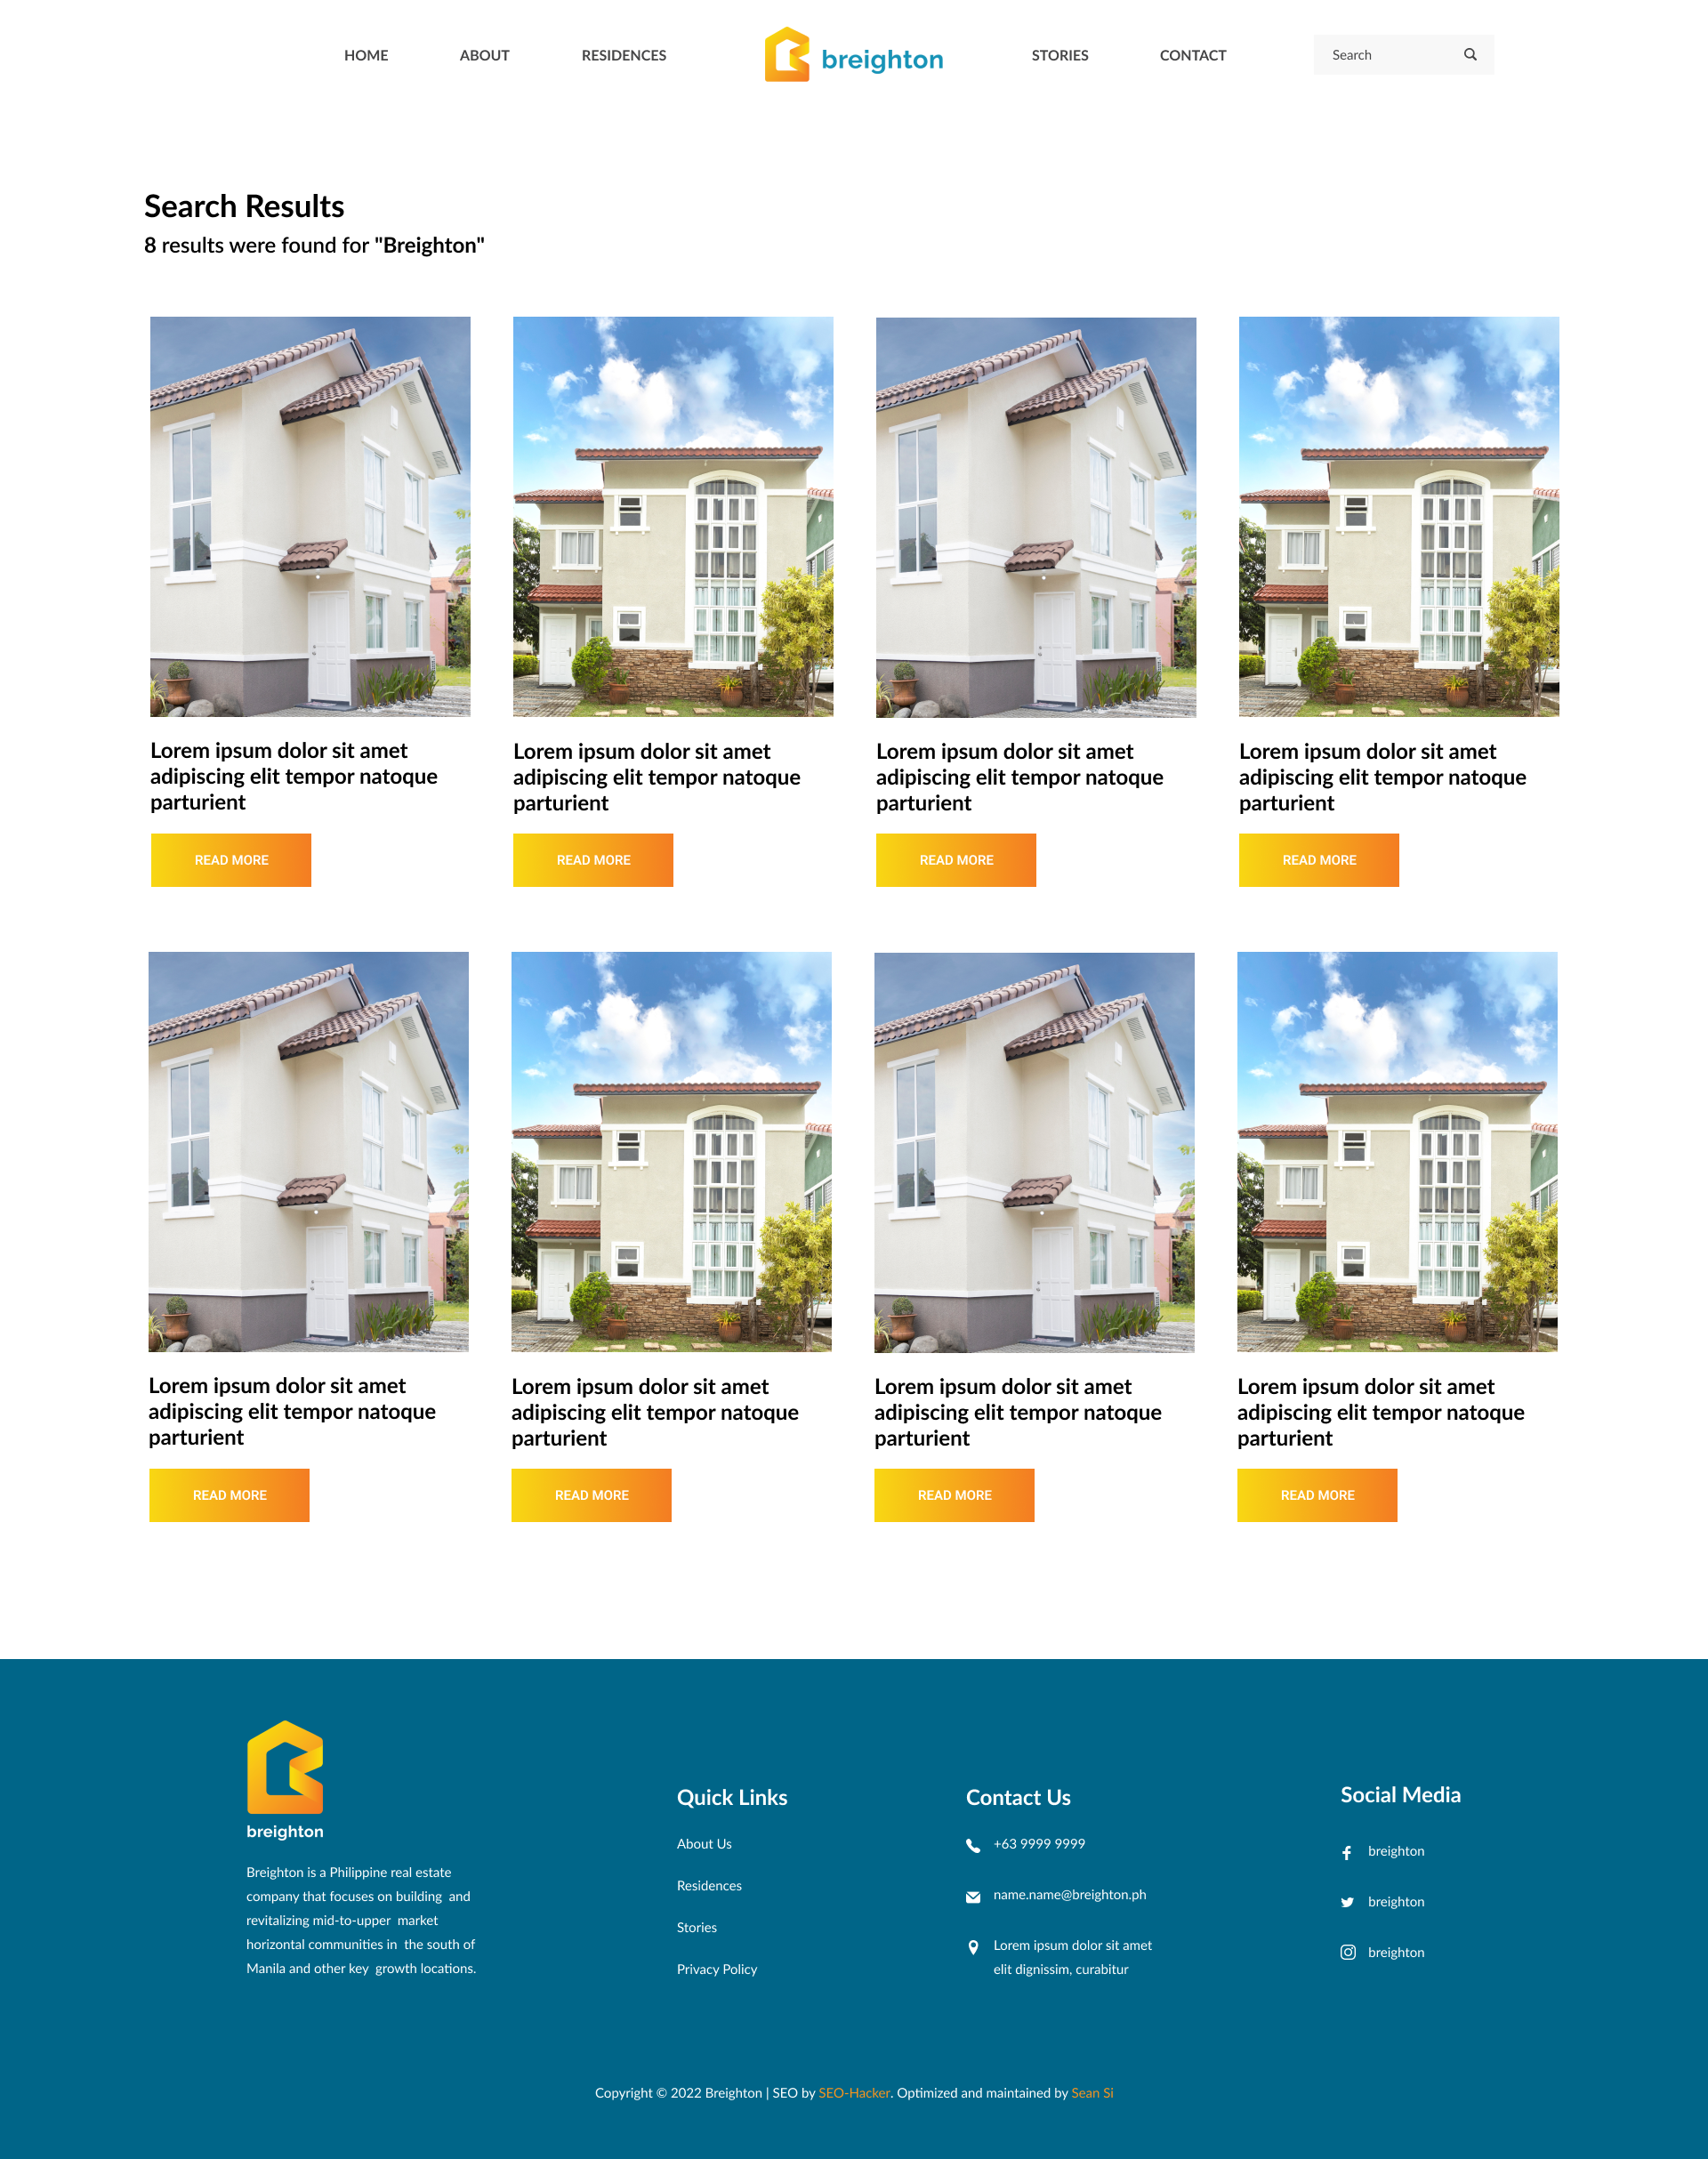 HOME ABOUT RESIDENCES breighton STORIES CONTACT Search
Search Results
8 results were found for "Breighton"
Lorem ipsum dolor sit amet
adipiscing elit tempor natoque
parturient
READ MORE
Lorem ipsum dolor sit amet
adipiscing elit tempor natoque
parturient
READ MORE
Lorem ipsum dolor sit amet
adipiscing elit tempor natoque
parturient
READ MORE
Lorem ipsum dolor sit amet
adipiscing elit tempor natoque
parturient
READ MORE
Lorem ipsum dolor sit amet
adipiscing elit tempor natoque
parturient
READ MORE
Lorem ipsum dolor sit amet
adipiscing elit tempor natoque
parturient
READ MORE
Lorem ipsum dolor sit amet
adipiscing elit tempor natoque
parturient
READ MORE
Lorem ipsum dolor sit amet
adipiscing elit tempor natoque
parturient
READ MORE
breighton
Breighton is a Philippine real estate
company that focuses on building and
revitalizing mid-to-upper market
horizontal communities in the south of
Manila and other key growth locations.
Quick Links
About Us
Residences
Stories
Privacy Policy
Contact Us
+63 9999 9999
name.name@breighton.ph
Lorem ipsum dolor sit amet
elit dignissim, curabitur
Social Media
breighton
breighton
breighton
Copyright © 2022 Breighton | SEO by SEO-Hacker. Optimized and maintained by Sean Si